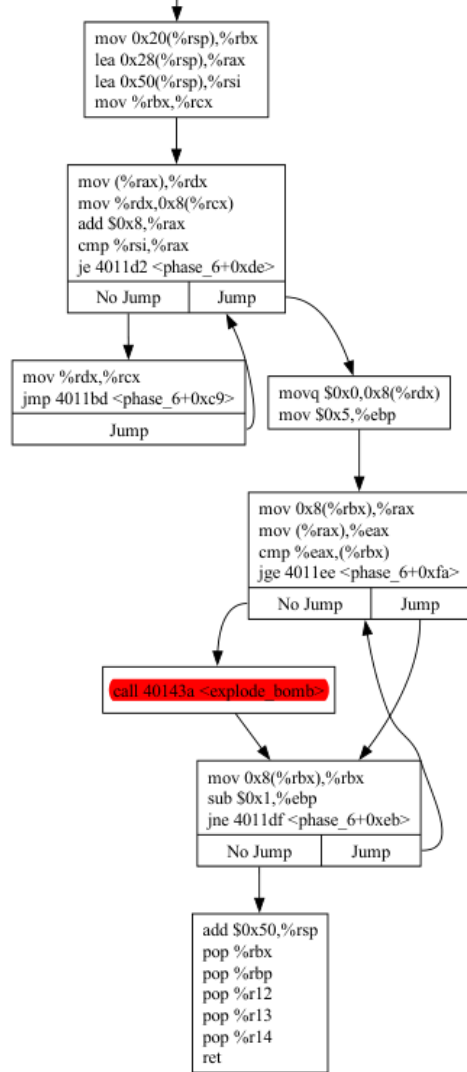 mov 0x20(%rsp),%rbx
lea 0x28(%rsp),%rax
lea 0x50(%rsp),%rsi
mov %rbx,%rcx
mov (%rax),%rdx
mov %rdx,0x8(%rcx)
add $0x8,%rax
cmp %rsi,%rax
je 4011d2 <phase_6+0xde>
No Jump
Jump
mov %rdx,%rcx
jmp 4011bd <phase_6+0xc9>
Jump
movq $0x0,0x8(%rdx)
mov $0x5,%ebp
mov 0x8(%rbx),%rax
mov (%rax),%eax
cmp %eax,(%rbx)
jge 4011ee <phase_6+0xfa>
No Jump
Jump
call 40143a <explode_bomb>
mov 0x8(%rbx),%rbx
sub $0x1,%ebp
jne 4011df <phase_6+0xeb>
No Jump
Jump
add $0x50,%rsp
pop %rbx
pop %rbp
pop %r12
pop %r13
pop %r14
ret